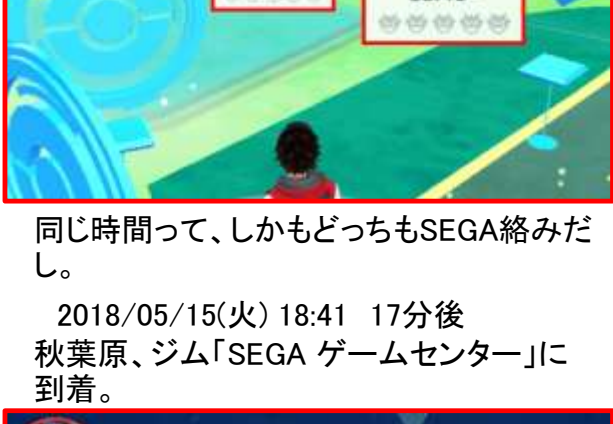 同じ時間って、しかもどっちもSEGA絡みだ
し。
2018/05/15(火) 18:41 17分後
秋葉原、ジム「SEGA ゲームセンター」に
到着。